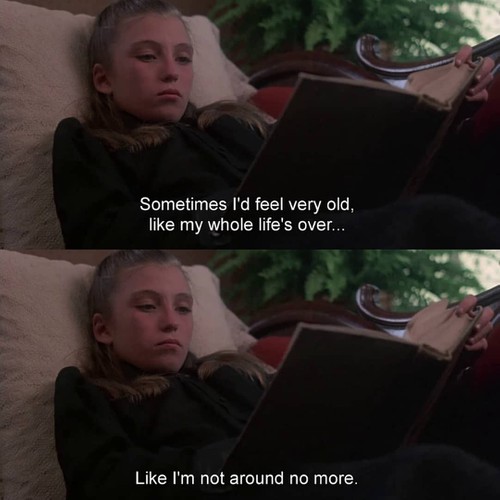 Sometimes I'd feel very old,
like my whole life's over...
Like I'm not around no more.